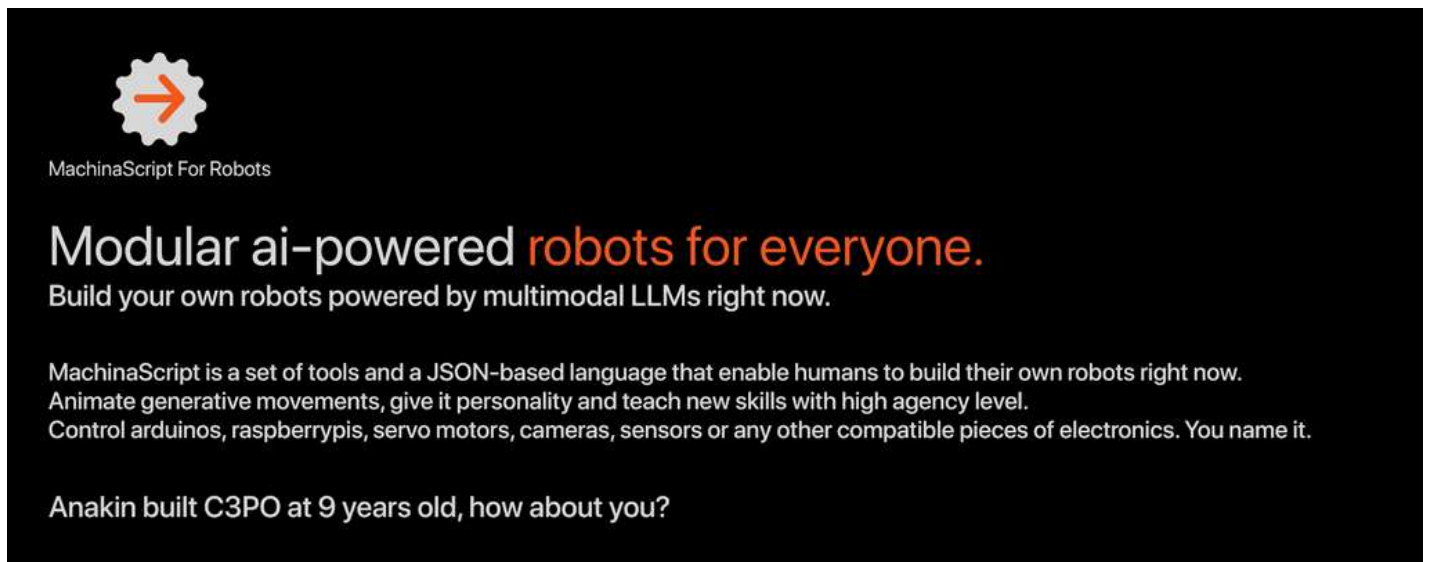 MachinaScript For Robots
Modular ai-powered robots for everyone.
Build your own robots powered by multimodal LLMs right now.
MachinaScript is a set of tools and a JSON-based language that enable humans to build their own robots right now.
Animate generative movements, give it personality and teach new skills with high agency level.
Control arduinos, raspberrypis, servo motors, cameras, sensors or any other compatible pieces of electronics. You name it.
Anakin built C3PO at 9 years old, how about you?